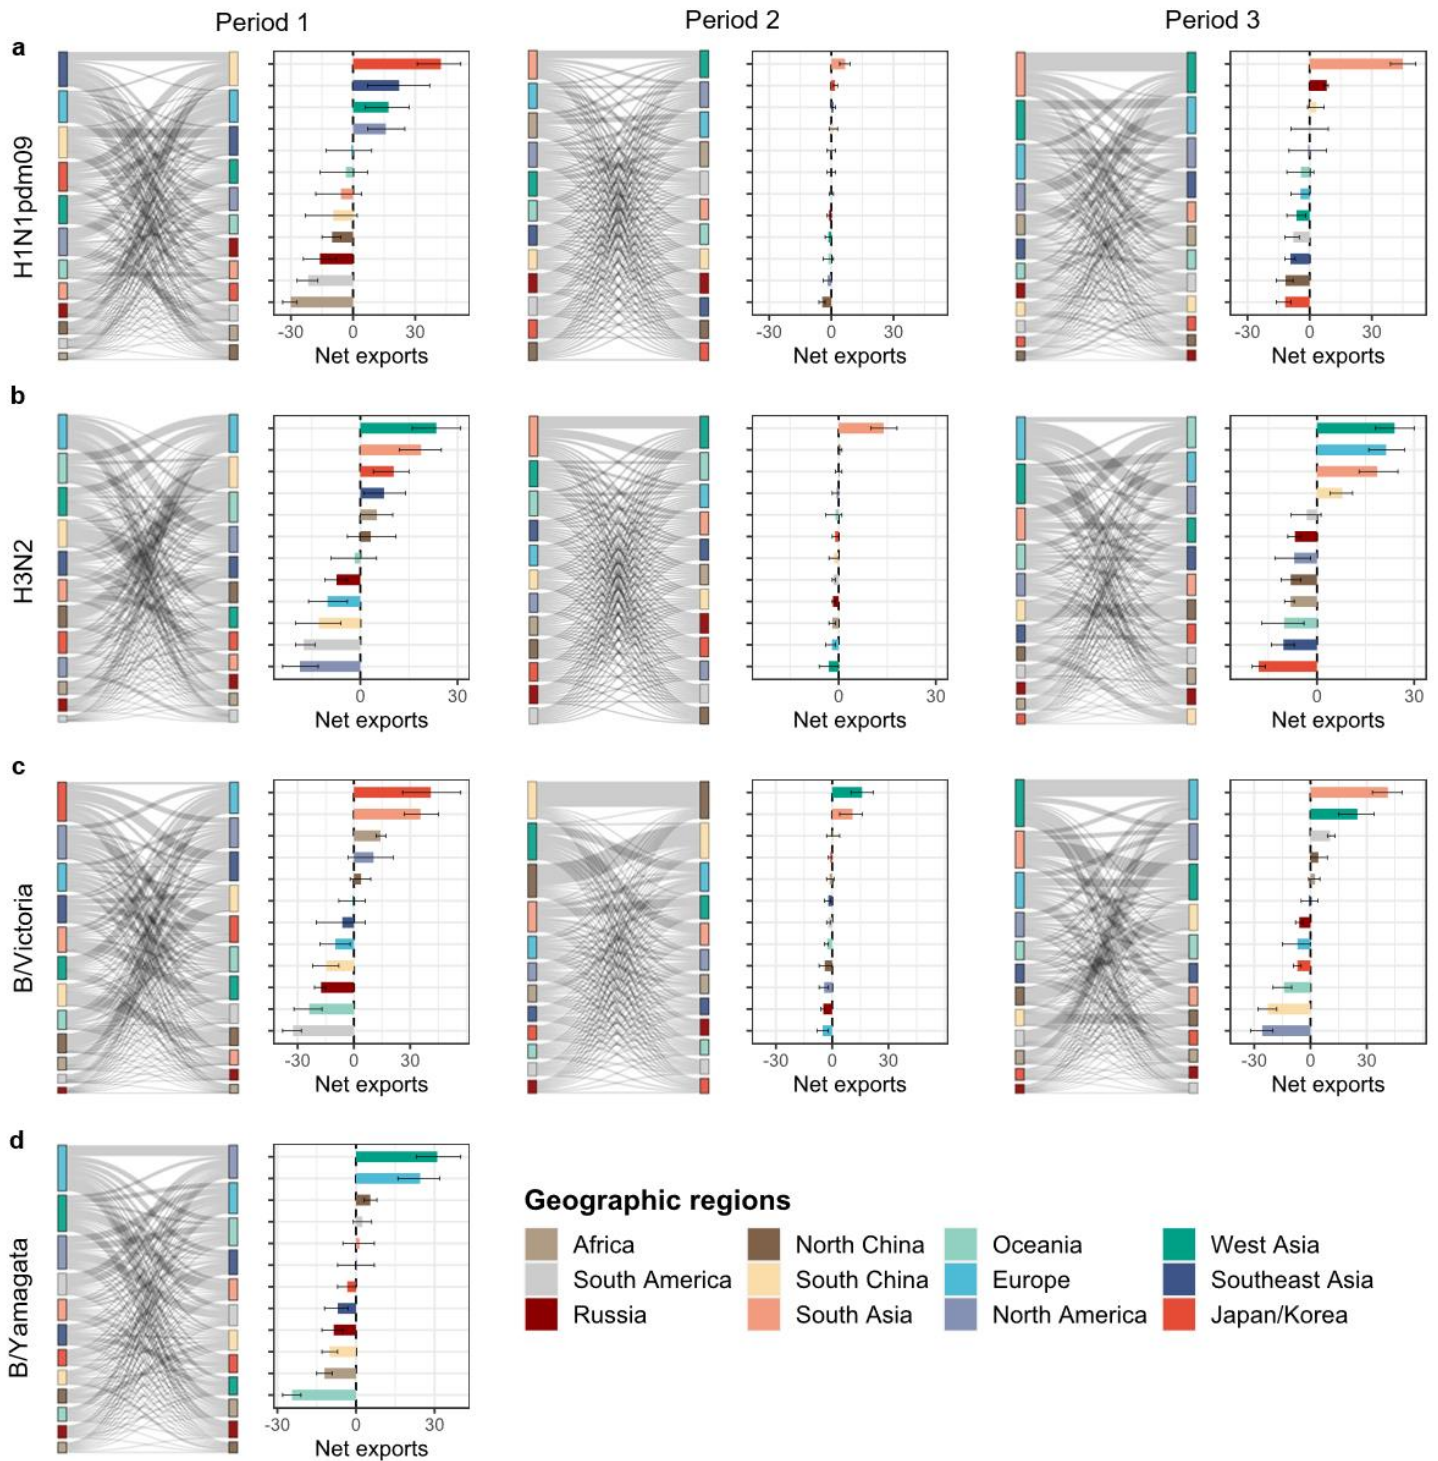 Period 1 Period 2 Period 3
a
H1N1pdm09
-30 0 30 -30 0 30 -30 0 30
Net exports Net exports Net exports
b
H3N2
0 30 0 30 0 30
Net exports Net exports Net exports
c
B/Victoria
-30 0 30 -30 0 30 -30 0 30
Net exports Net exports Net exports
d
B/Yamagata
-30 0 30
Net exports
Geographic regions
Africa North China Oceania West Asia
South America South China Europe Southeast Asia
Russia South Asia North America Japan/Korea